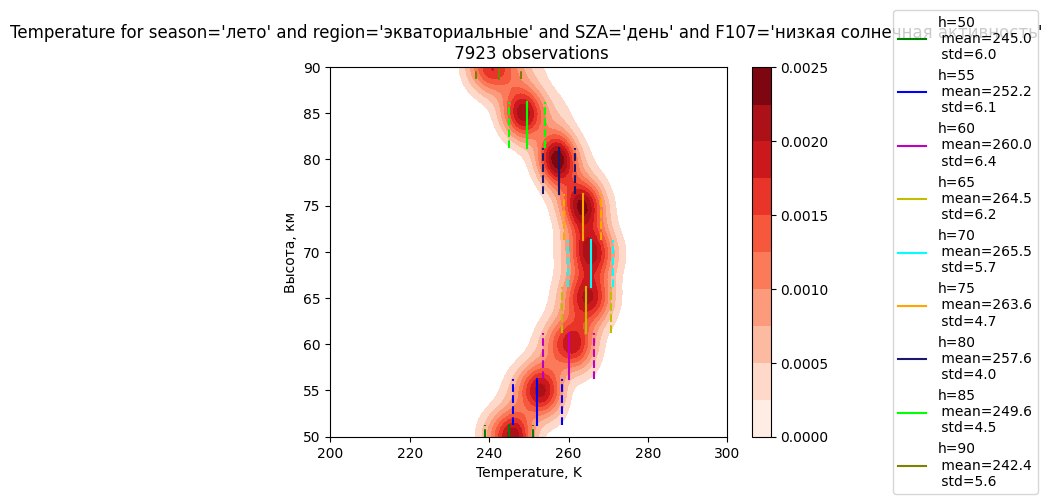 Temperature for season='лето' and region='экваториальные' and SZA='день' and F107='низкая солнечная активность'
7923 observations
90
85
80
75
70
65
60
55
50
Высота, км
200
220
240
260
280
300
Temperature, K
0.0025
0.0020
0.0015
0.0010
0.0005
0.0000
h=50
mean=245.0
std=6.0
h=55
mean=252.2
std=6.1
h=60
mean=260.0
std=6.4
h=65
mean=264.5
std=6.2
h=70
mean=265.5
std=5.7
h=75
mean=263.6
std=4.7
h=80
mean=257.6
std=4.0
h=85
mean=249.6
std=4.5
h=90
mean=242.4
std=5.6